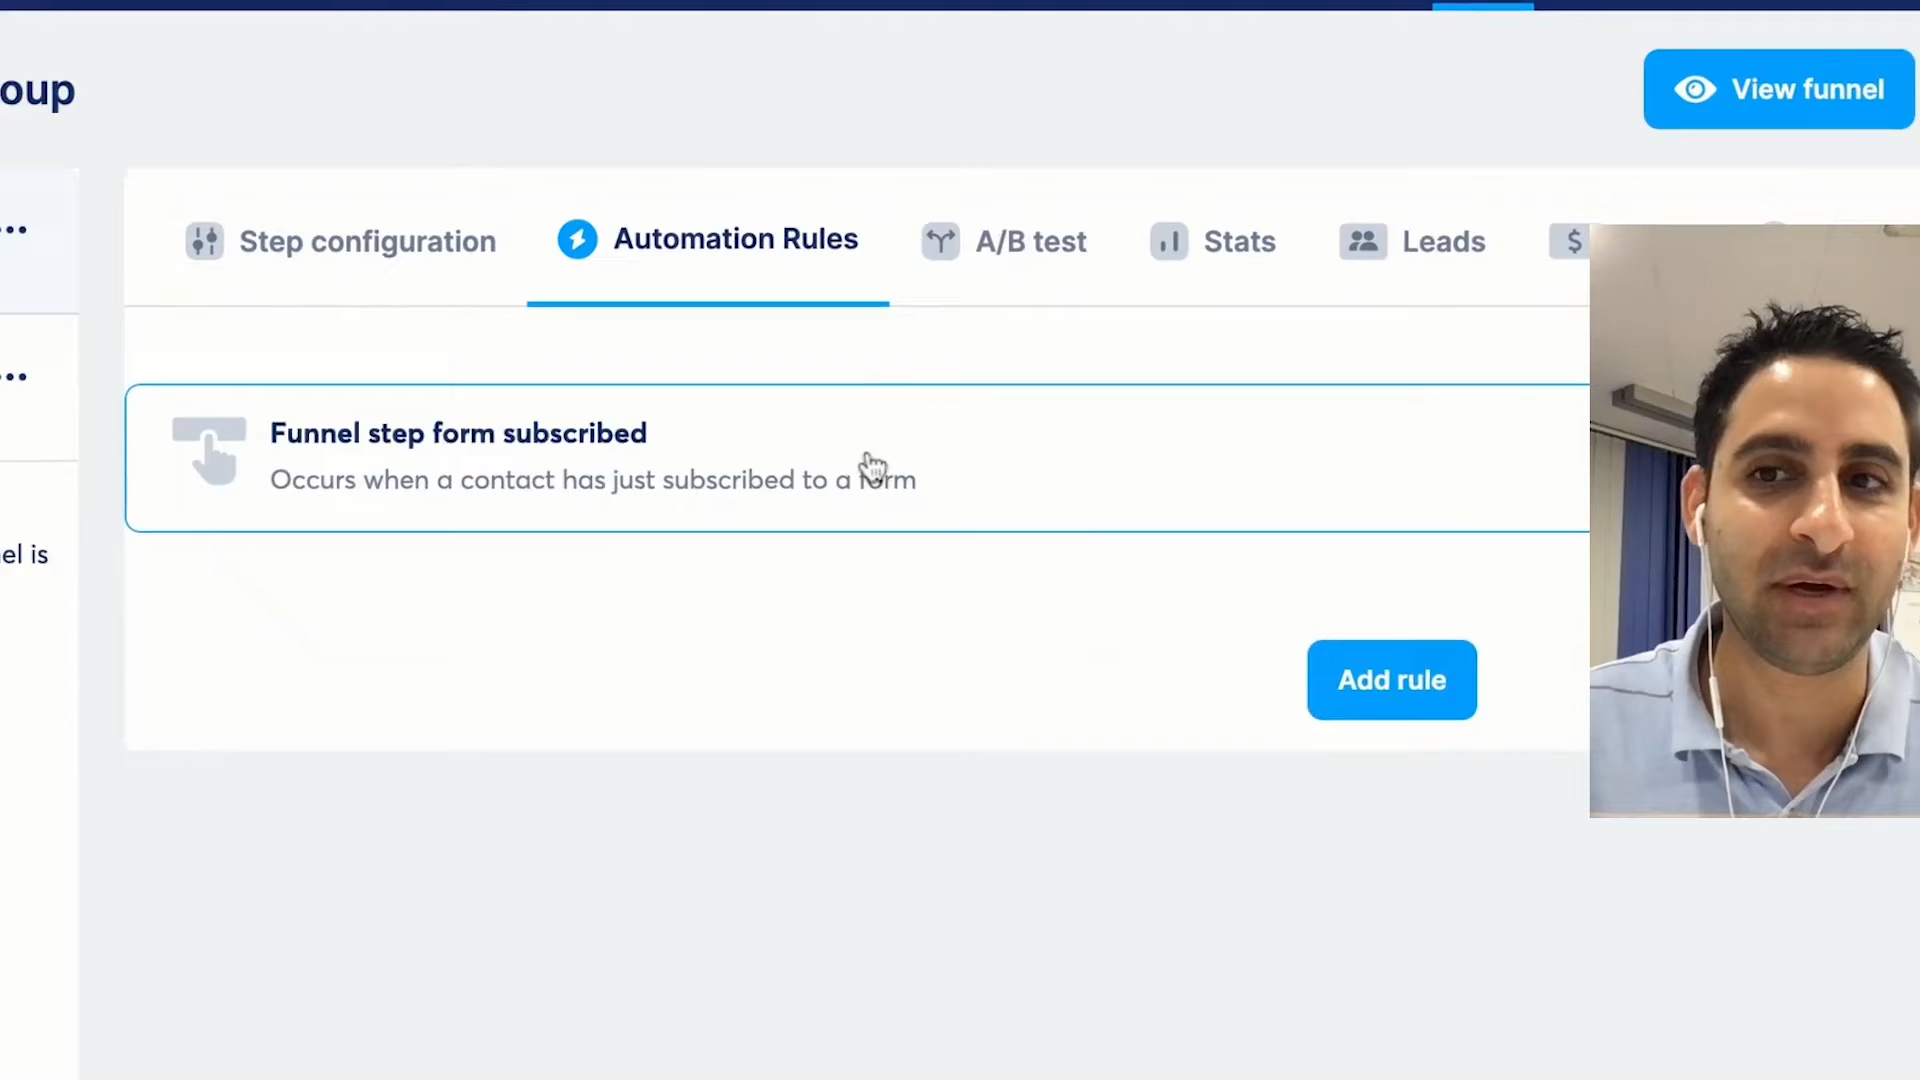 oup
View funnel
Step configuration
Automation Rules
A/B test
Stats
Leads
$
...
...
Funnel step form subscribed
Occurs when a contact has just subscribed to a form
el is
Add rule